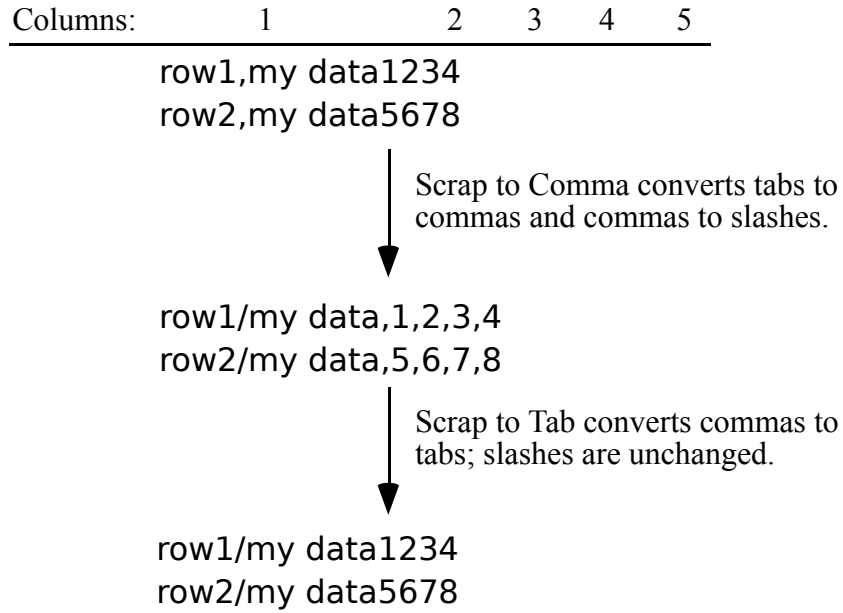 Columns: 1 2 3 4 5
row1,my data1234
row2,my data5678
Scrap to Comma converts tabs to
commas and commas to slashes.
row1/my data,1,2,3,4
row2/my data,5,6,7,8
Scrap to Tab converts commas to
tabs; slashes are unchanged.
row1/my data1234
row2/my data5678